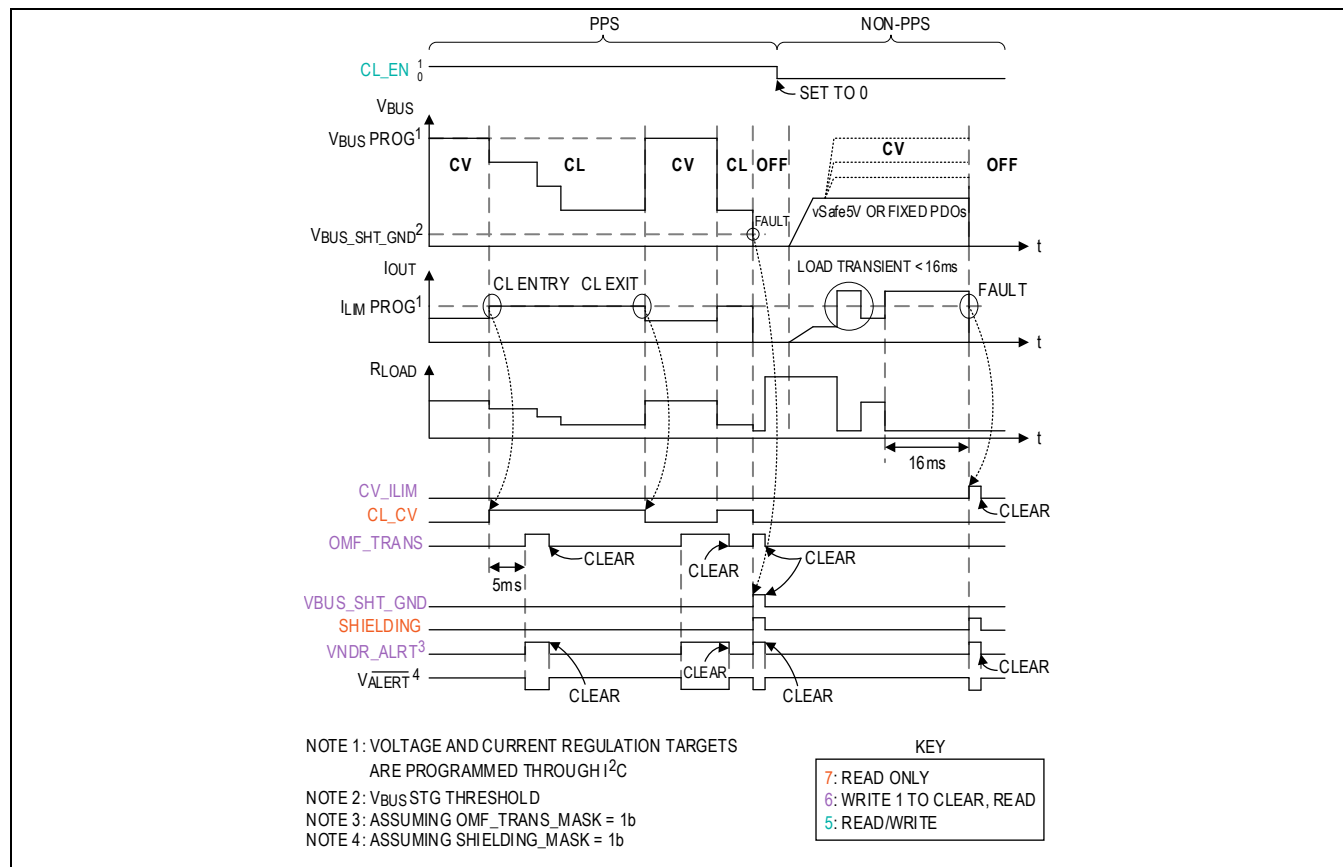 PPS NON-PPS
CL_EN 1 0
SET TO 0
VBUS
VBUS PROG1
CV CL CV CL OFF CV OFF
vSafe5V OR FIXED PDOs
FAULT
VBUS_SHT_GND2
t
IOUT
LOAD TRANSIENT < 16ms
CL ENTRY CL EXIT FAULT
ILIM PROG1
t
RLOAD
t
16ms
CV_ILIM
CLEAR
CL_CV
OMF_TRANS
CLEAR CLEAR CLEAR
5ms
VBUS_SHT_GND
SHIELDING
VNDR_ALRT3
CLEAR CLEAR
VALERT 4
CLEAR CLEAR
NOTE 1: VOLTAGE AND CURRENT REGULATION TARGETS
ARE PROGRAMMED THROUGH I2C
NOTE 2: VBUS STG THRESHOLD
NOTE 3: ASSUMING OMF_TRANS_MASK = 1b
NOTE 4: ASSUMING SHIELDING_MASK = 1b
KEY
7: READ ONLY
6: WRITE 1 TO CLEAR, READ
5: READ/WRITE